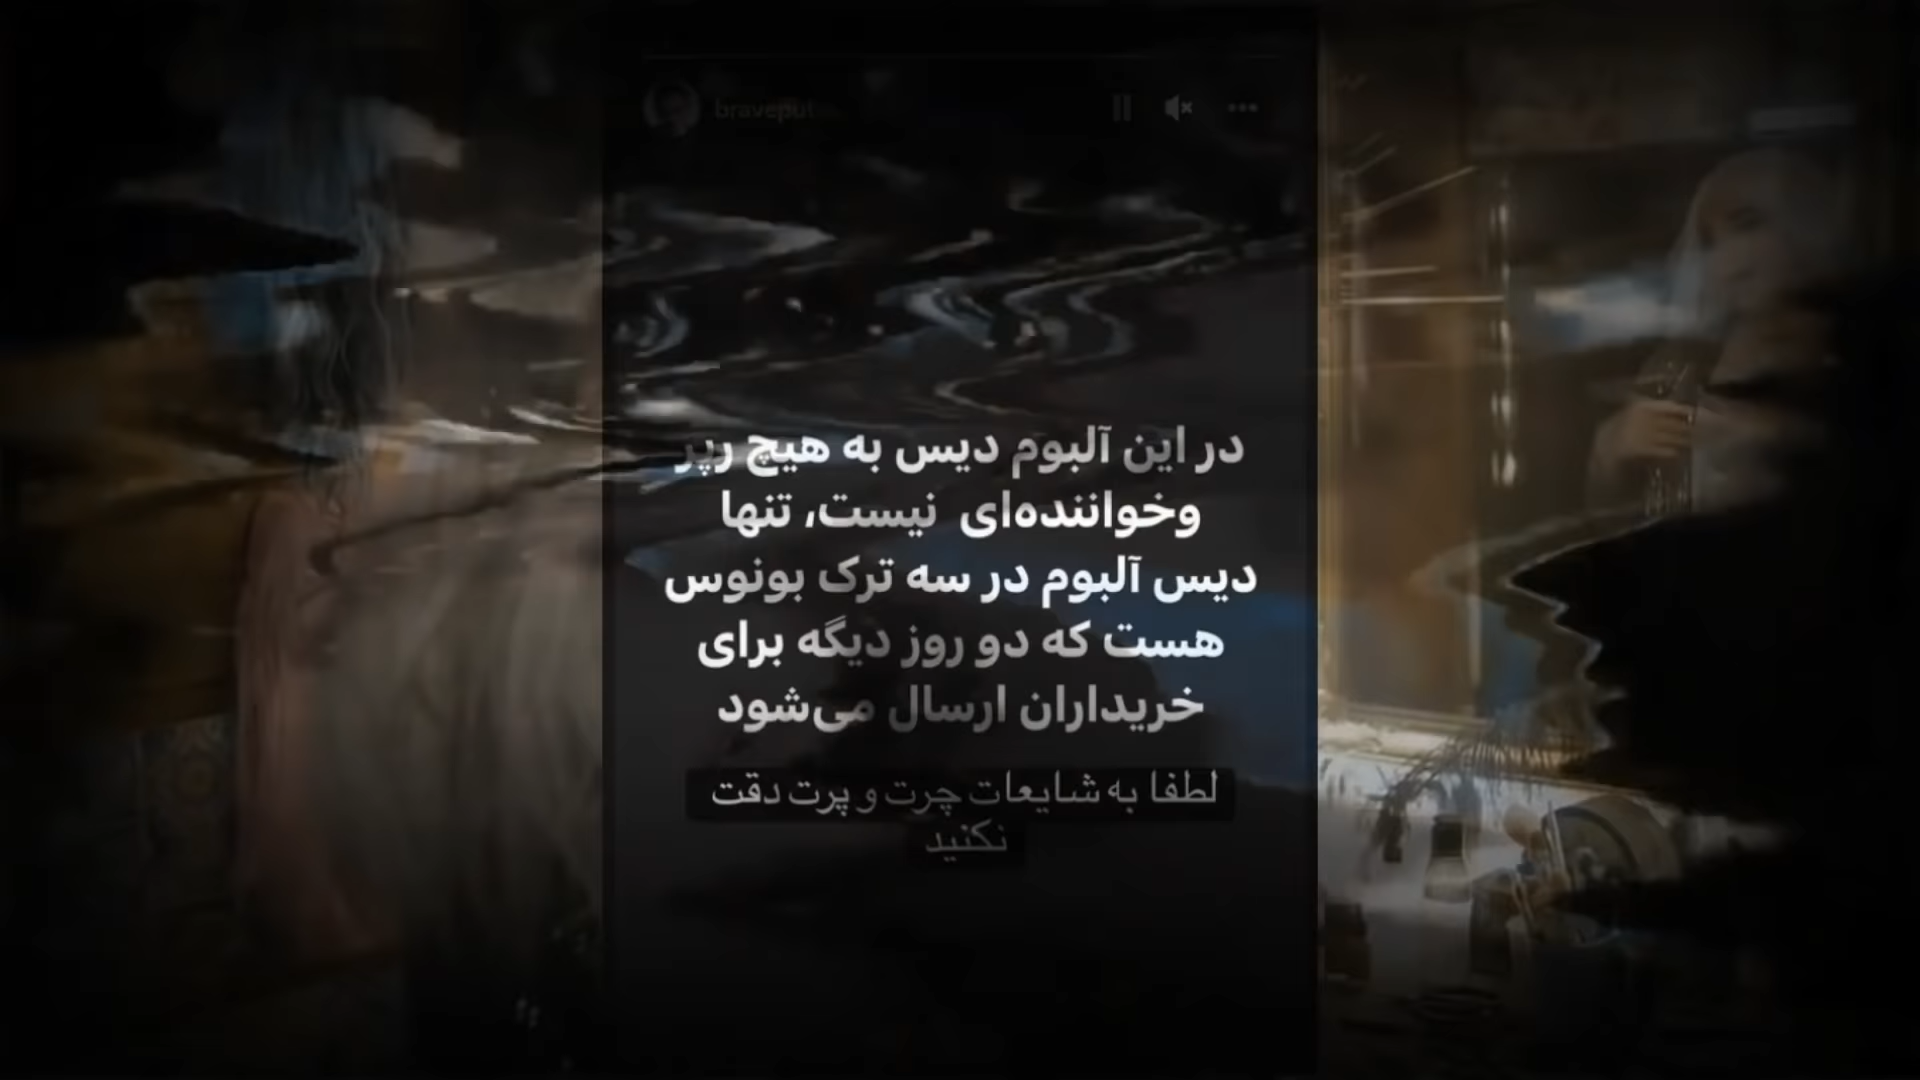 braveput
در این آلبوم دیس به هیچ رپر
وخواننده‌ای نیست، تنها
دیس آلبوم در سه ترک بونوس
هست که دو روز دیگه برای
خریداران ارسال می‌شود
لطفا به شایعات چرت و پرت دقت
نکنید